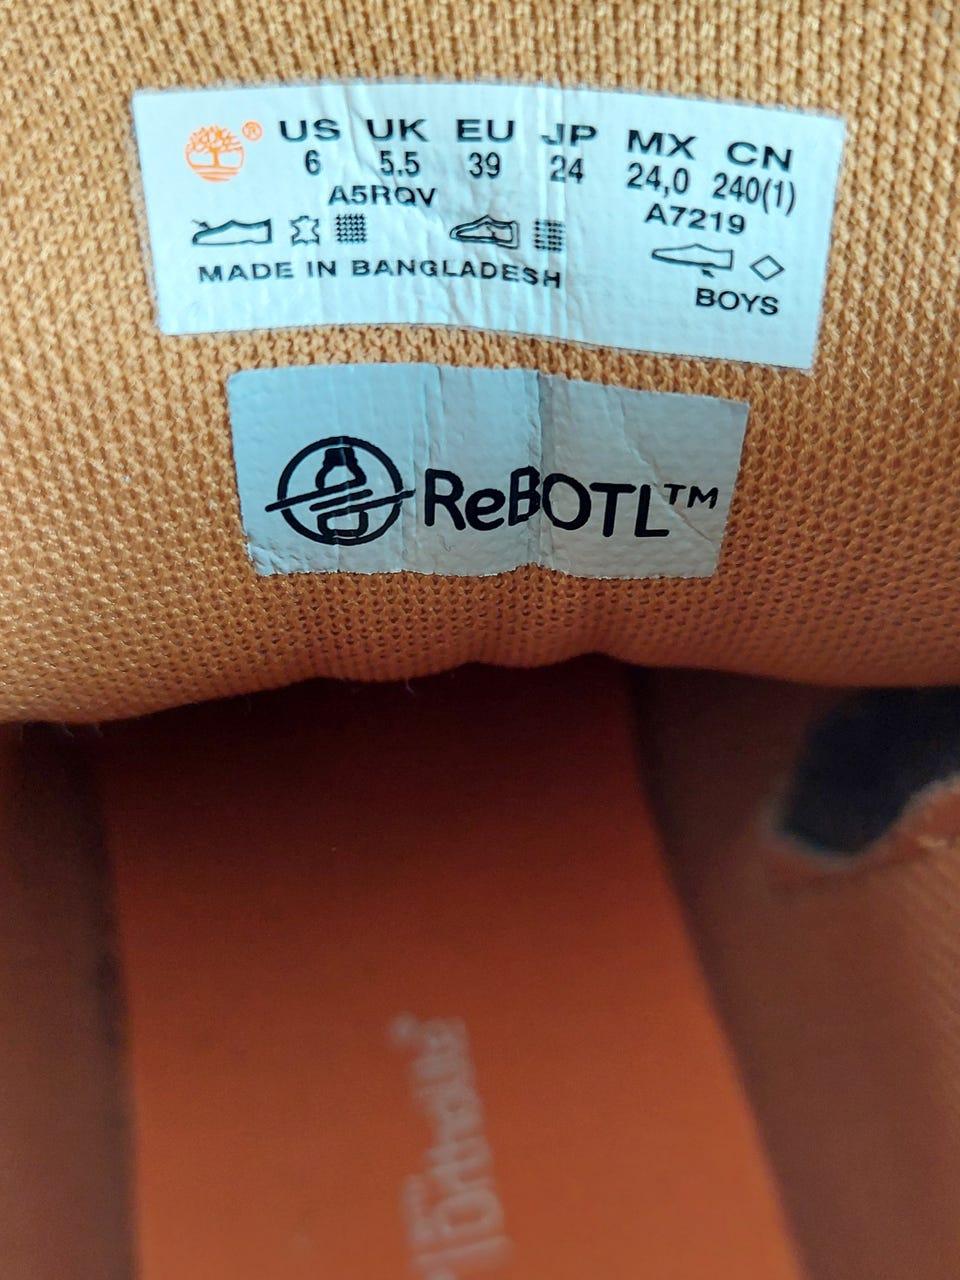 ® US UK EU JP MX CN
6 5.5 39 24 24,0 240(1)
A5RQV A7219
MADE IN BANGLADESH
BOYS
ReBOTL™
Ortholite